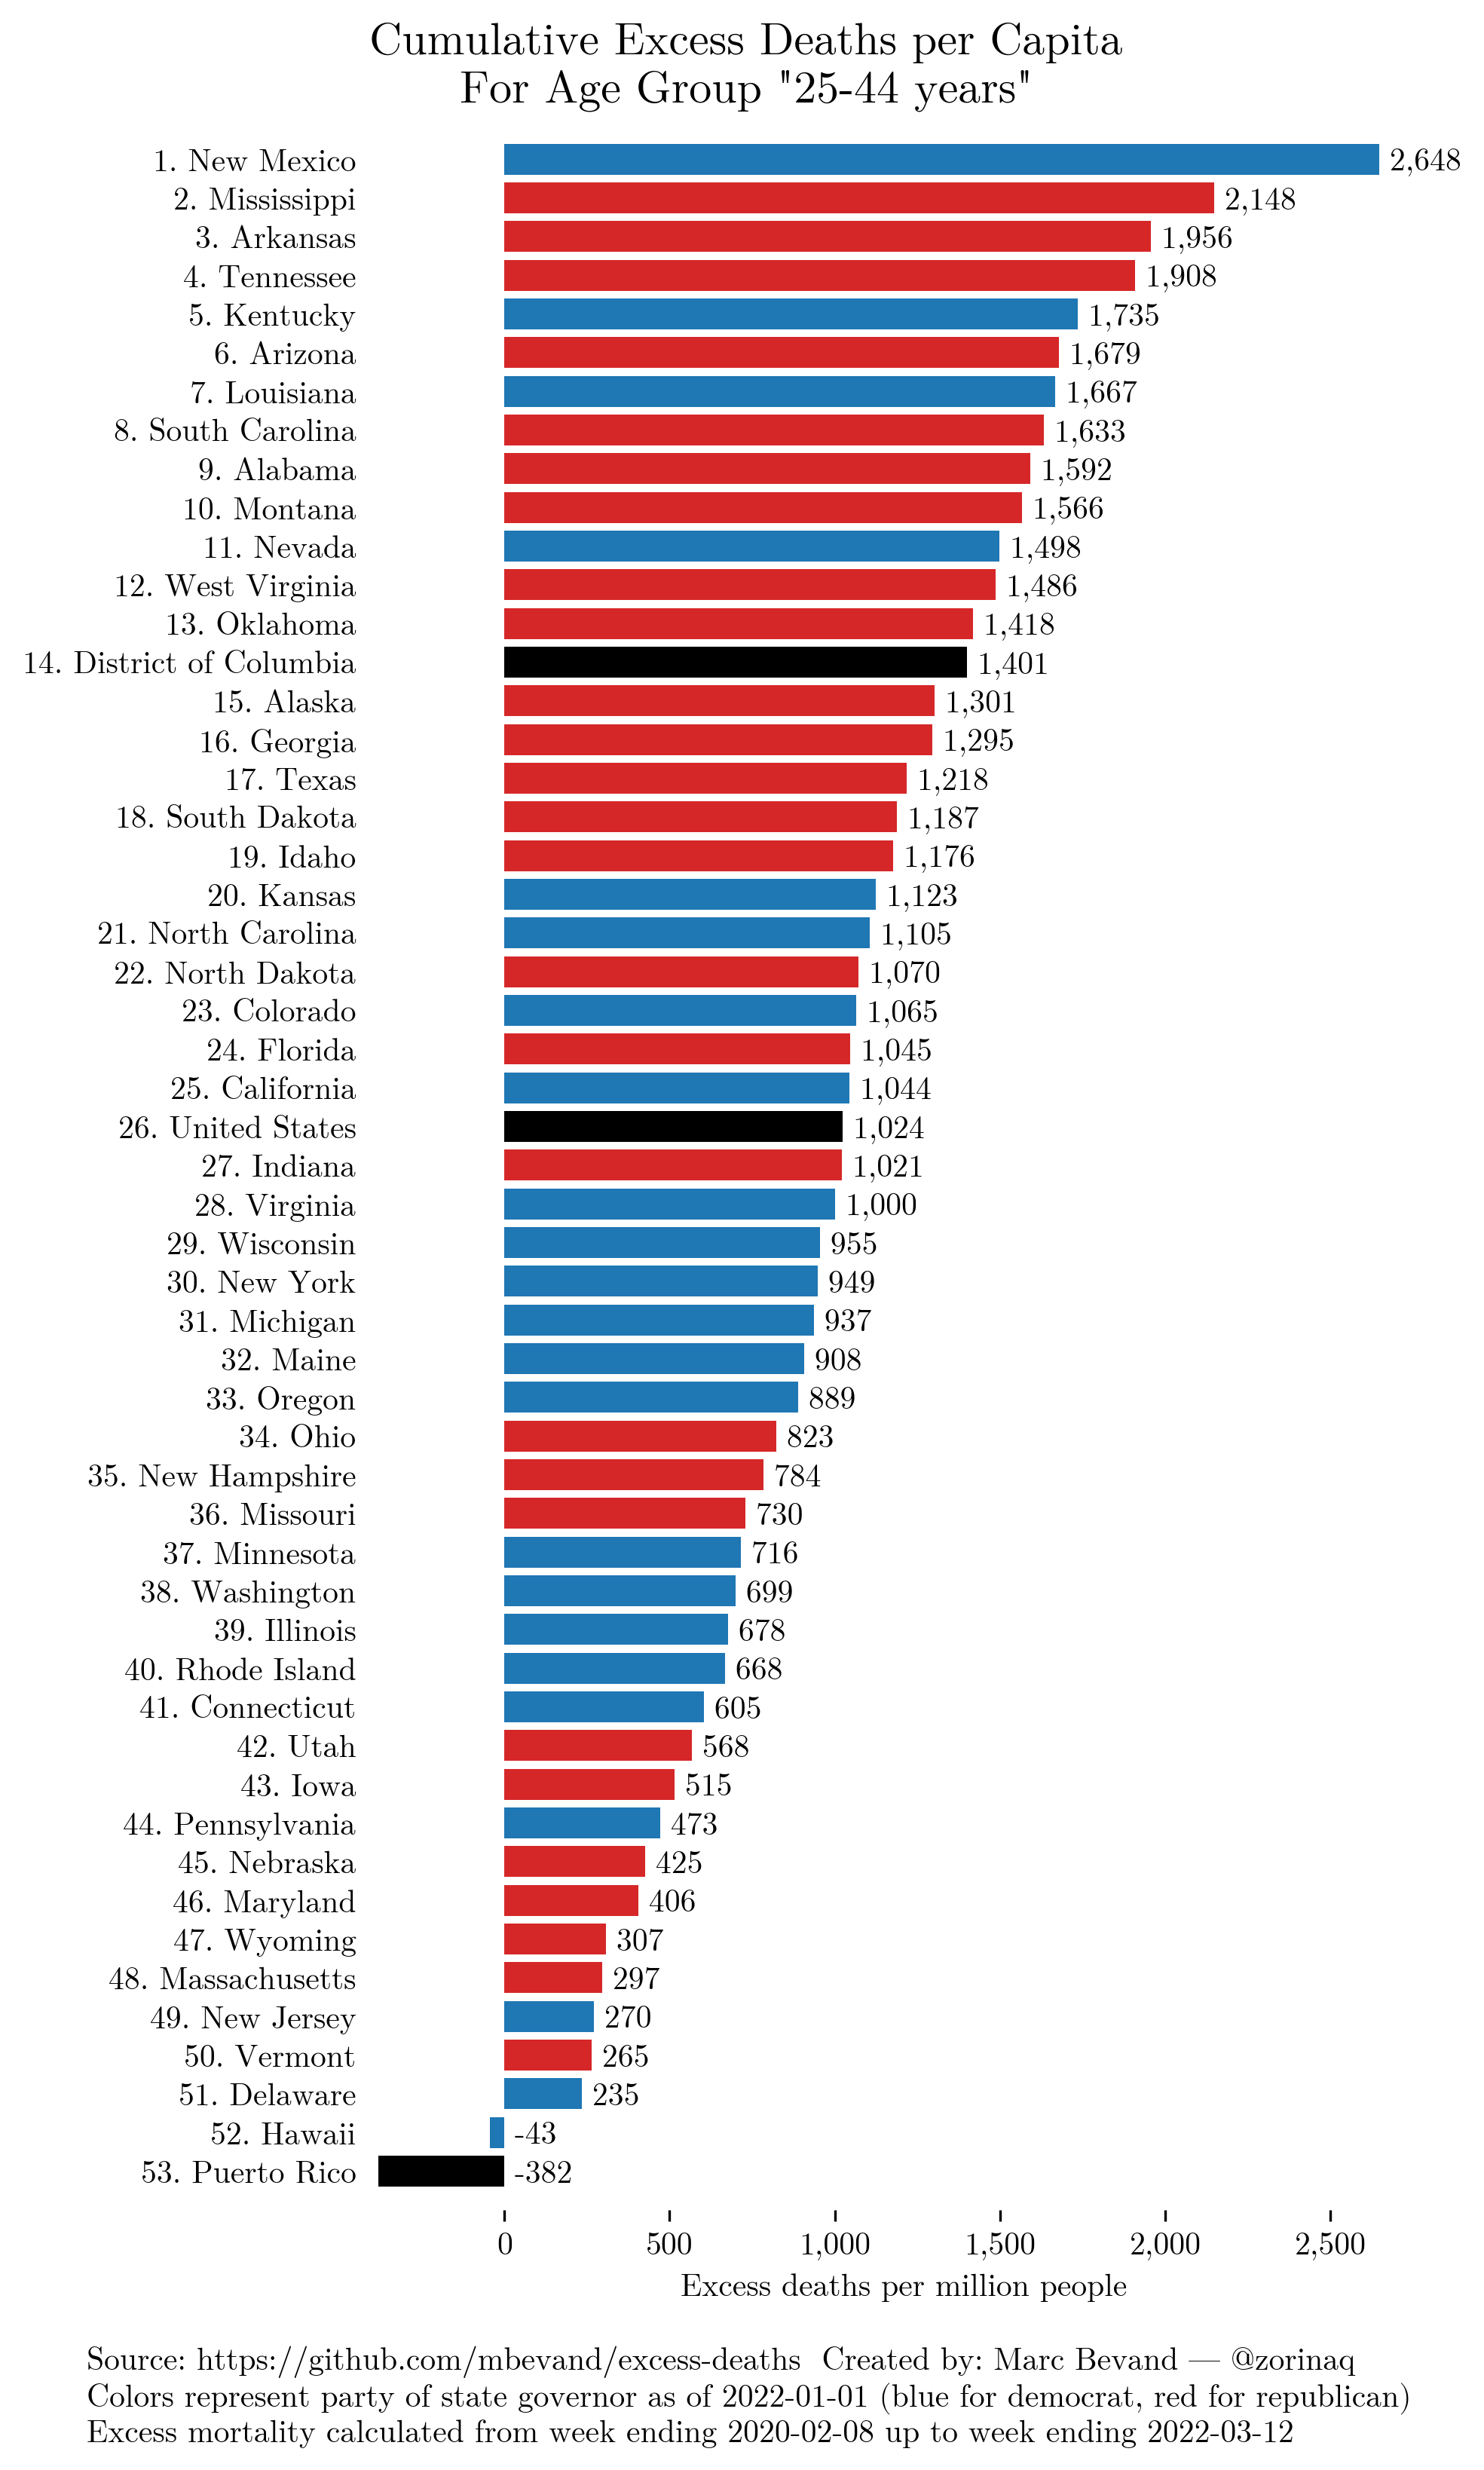 Cumulative Excess Deaths per Capita
For Age Group "25-44 years"
1. New Mexico 2,648
2. Mississippi 2,148
3. Arkansas 1,956
4. Tennessee 1,908
5. Kentucky 1,735
6. Arizona 1,679
7. Louisiana 1,667
8. South Carolina 1,633
9. Alabama 1,592
10. Montana 1,566
11. Nevada 1,498
12. West Virginia 1,486
13. Oklahoma 1,418
14. District of Columbia 1,401
15. Alaska 1,301
16. Georgia 1,295
17. Texas 1,218
18. South Dakota 1,187
19. Idaho 1,176
20. Kansas 1,123
21. North Carolina 1,105
22. North Dakota 1,070
23. Colorado 1,065
24. Florida 1,045
25. California 1,044
26. United States 1,024
27. Indiana 1,021
28. Virginia 1,000
29. Wisconsin 955
30. New York 949
31. Michigan 937
32. Maine 908
33. Oregon 889
34. Ohio 823
35. New Hampshire 784
36. Missouri 730
37. Minnesota 716
38. Washington 699
39. Illinois 678
40. Rhode Island 668
41. Connecticut 605
42. Utah 568
43. Iowa 515
44. Pennsylvania 473
45. Nebraska 425
46. Maryland 406
47. Wyoming 307
48. Massachusetts 297
49. New Jersey 270
50. Vermont 265
51. Delaware 235
52. Hawaii -43
53. Puerto Rico -382
0 500 1,000 1,500 2,000 2,500
Excess deaths per million people
Source: https://github.com/mbevand/excess-deaths Created by: Marc Bevand — @zorinaq
Colors represent party of state governor as of 2022-01-01 (blue for democrat, red for republican)
Excess mortality calculated from week ending 2020-02-08 up to week ending 2022-03-12